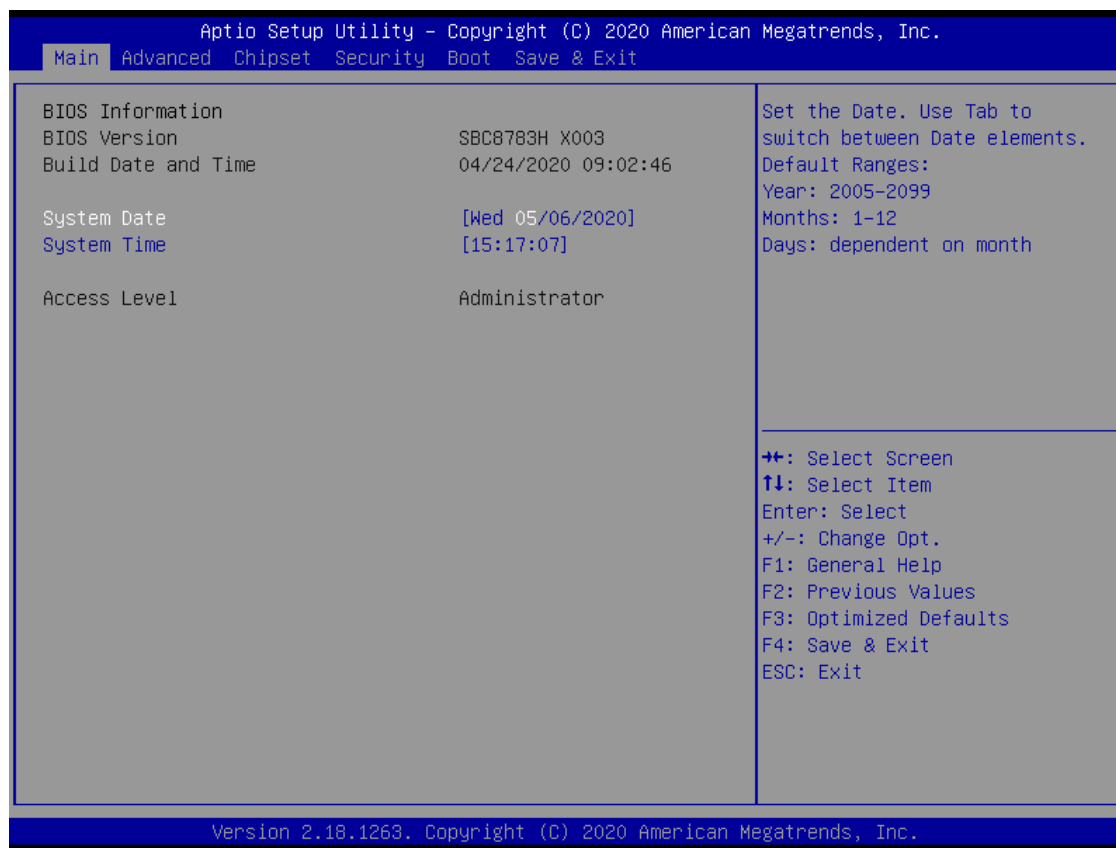 Aptio Setup Utility – Copyright (C) 2020 American Megatrends, Inc.
Main Advanced Chipset Security Boot Save & Exit
BIOS Information
BIOS Version SBC8783H X003
Build Date and Time 04/24/2020 09:02:46
System Date [Wed 05/06/2020]
System Time [15:17:07]
Access Level Administrator
Set the Date. Use Tab to
switch between Date elements.
Default Ranges:
Year: 2005-2099
Months: 1-12
Days: dependent on month
→←: Select Screen
↑↓: Select Item
Enter: Select
+/-: Change Opt.
F1: General Help
F2: Previous Values
F3: Optimized Defaults
F4: Save & Exit
ESC: Exit
Version 2.18.1263. Copyright (C) 2020 American Megatrends, Inc.